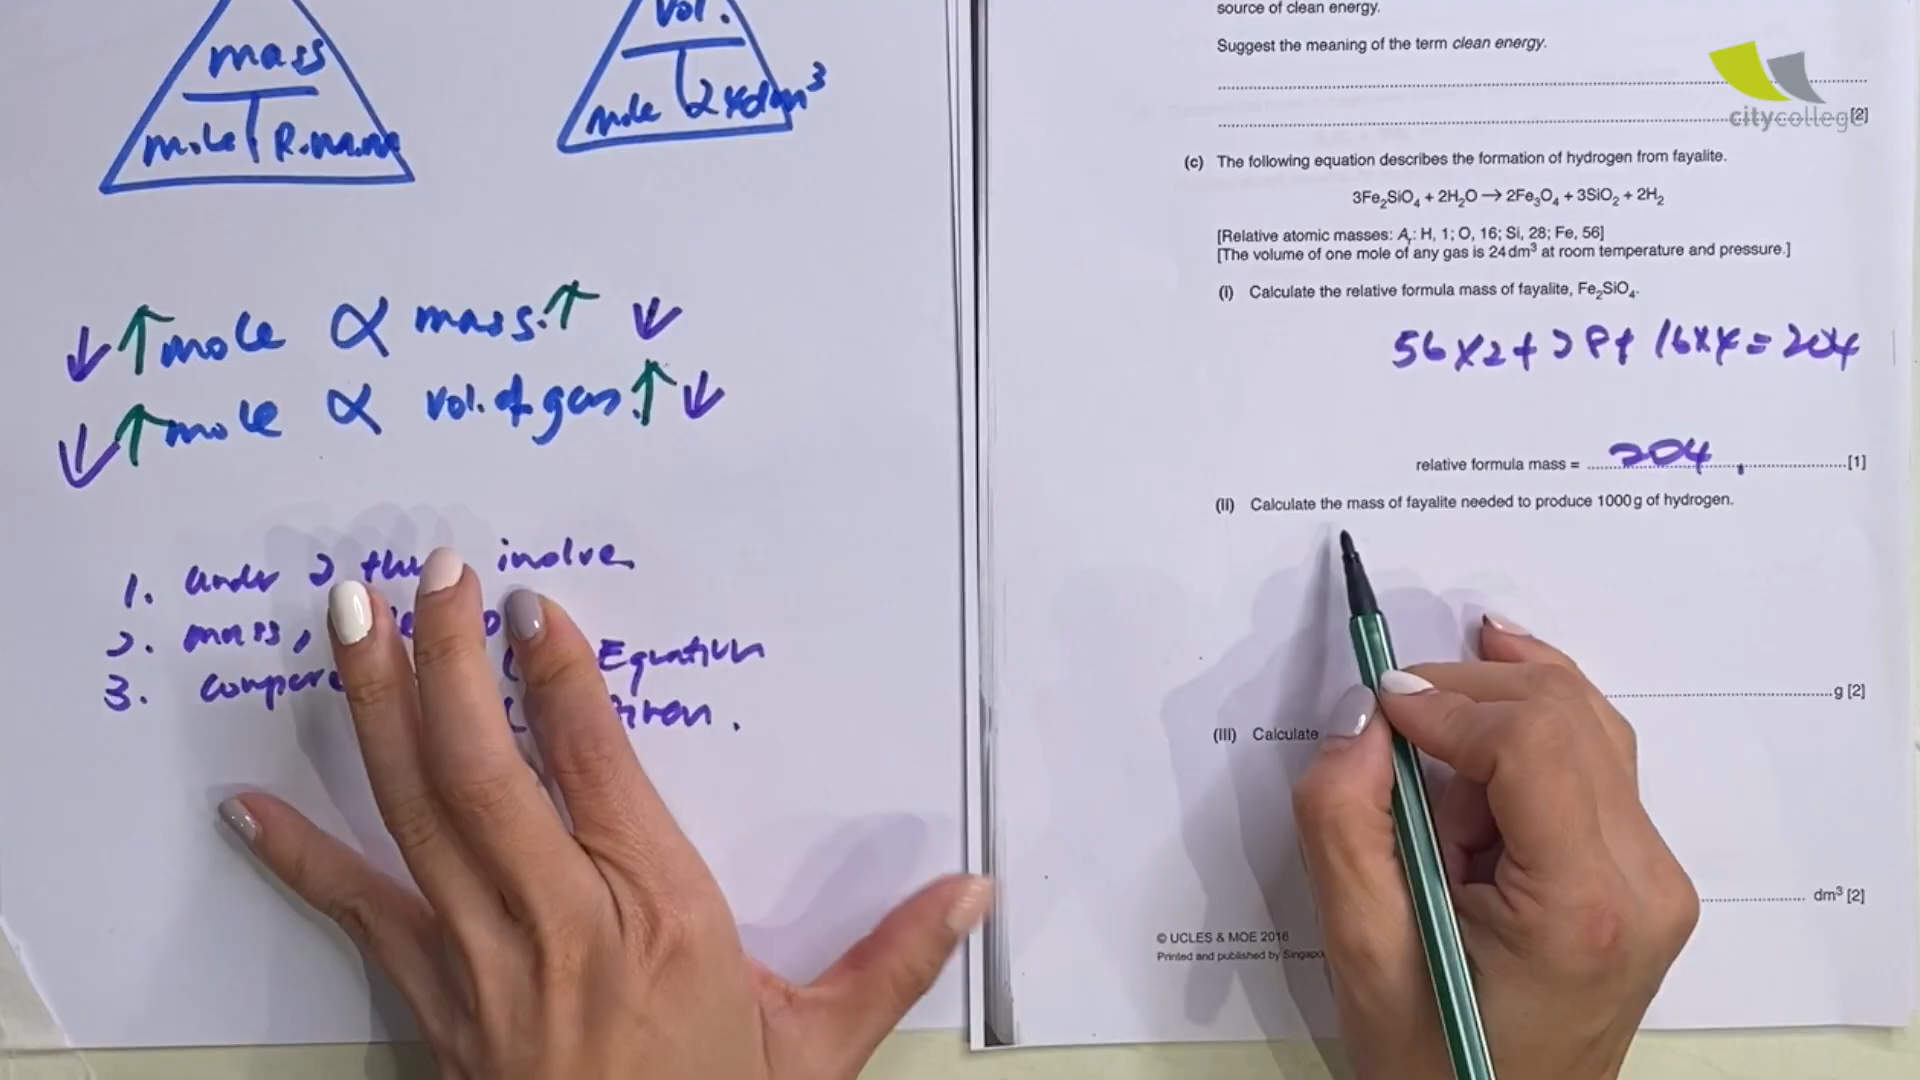 mass
mole R.mass
vol.
mole 24dm³
↓↑mole ∝ mass.↑ ↓
↓↑mole ∝ vol. of gas.↑↓
1. under 2 involve
2. mass,
3. compare Equation
source of clean energy.
Suggest the meaning of the term clean energy.
citycollege
[2]
(c) The following equation describes the formation of hydrogen from fayalite.
3Fe₂SiO₄ + 2H₂O → 2Fe₃O₄ + 3SiO₂ + 2H₂
[Relative atomic masses: Aᵣ: H, 1; O, 16; Si, 28; Fe, 56]
[The volume of one mole of any gas is 24dm³ at room temperature and pressure.]
(i) Calculate the relative formula mass of fayalite, Fe₂SiO₄.
56×2+28+16×4=204
relative formula mass = 204 [1]
(ii) Calculate the mass of fayalite needed to produce 1000g of hydrogen.
g [2]
(iii) Calculate
dm³ [2]
© UCLES & MOE 2016
Printed and published by